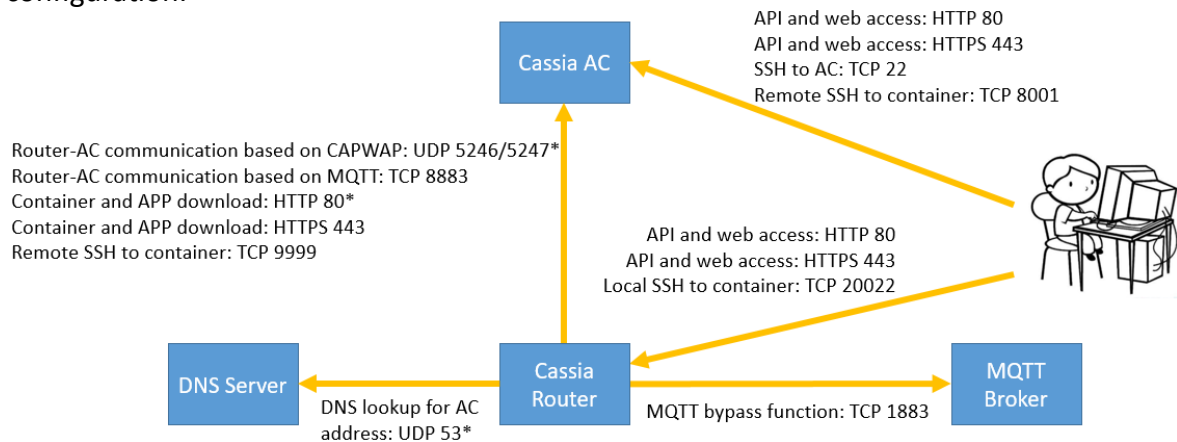 configuration.
API and web access: HTTP 80
API and web access: HTTPS 443
SSH to AC: TCP 22
Remote SSH to container: TCP 8001
Cassia AC
Router-AC communication based on CAPWAP: UDP 5246/5247*
Router-AC communication based on MQTT: TCP 8883
Container and APP download: HTTP 80*
Container and APP download: HTTPS 443
Remote SSH to container: TCP 9999
API and web access: HTTP 80
API and web access: HTTPS 443
Local SSH to container: TCP 20022
DNS Server
DNS lookup for AC
address: UDP 53*
Cassia
Router
MQTT bypass function: TCP 1883
MQTT
Broker